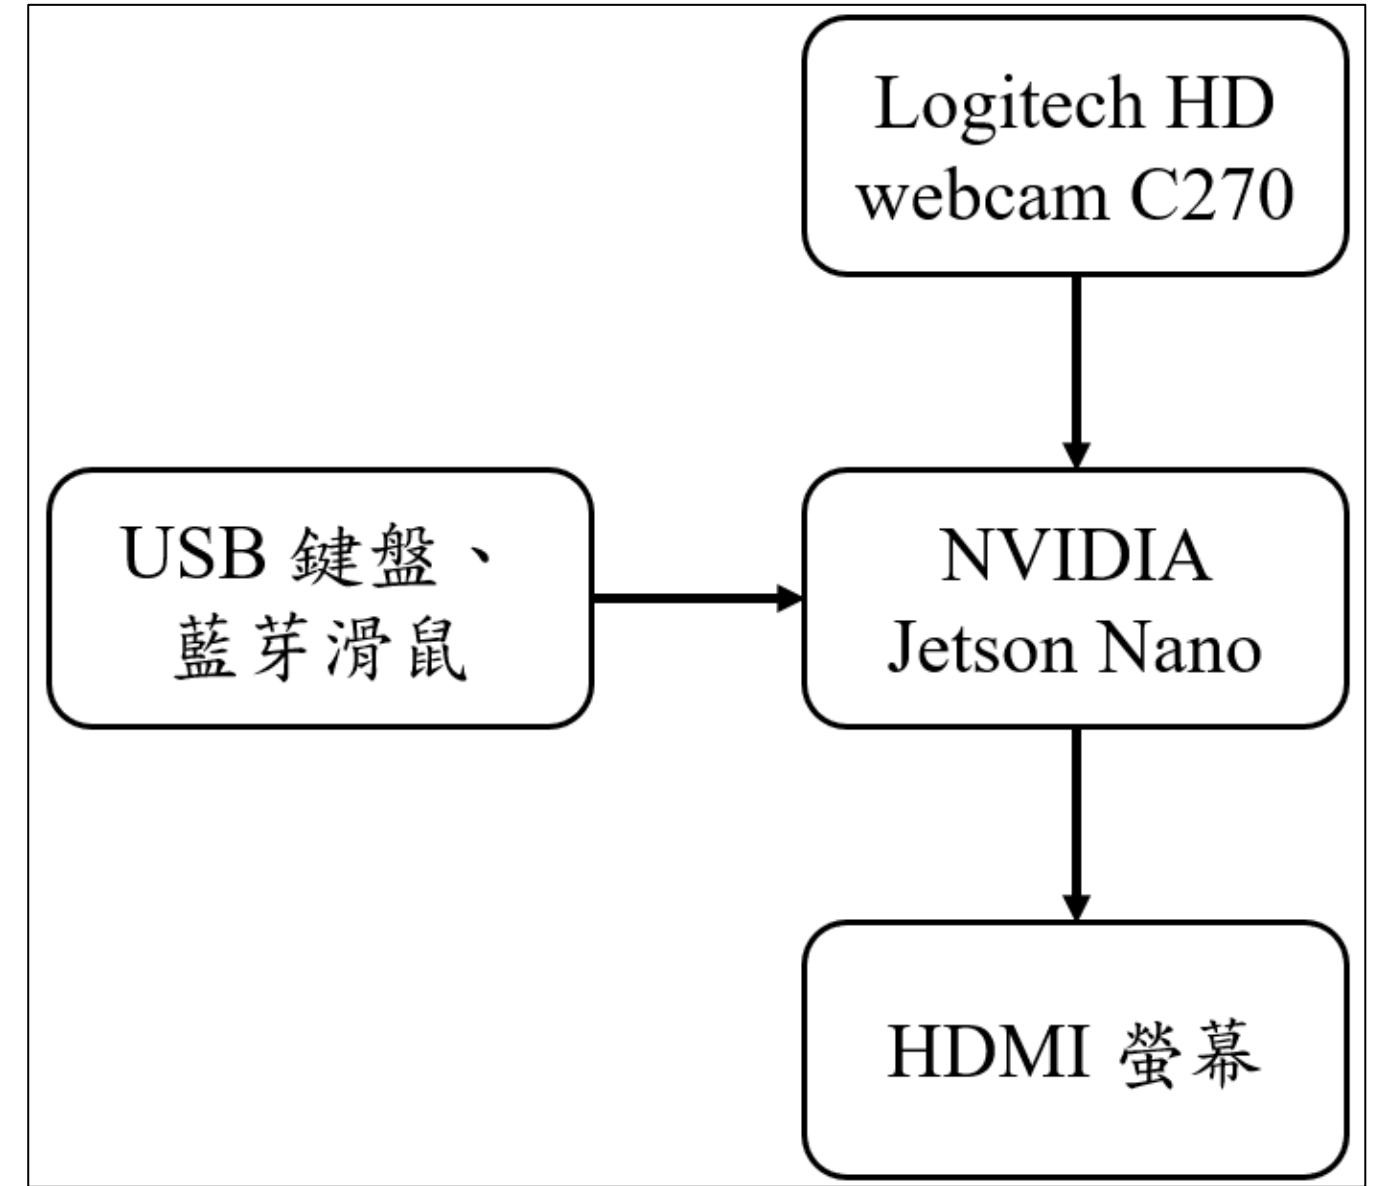 Logitech HD
webcam C270
USB 鍵盤、
藍芽滑鼠
NVIDIA
Jetson Nano
HDMI 螢幕